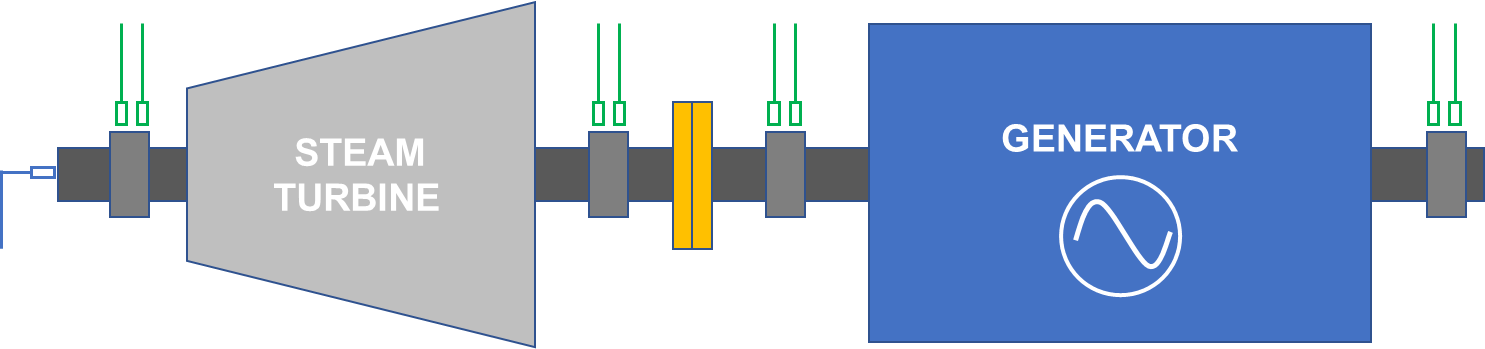 STEAM
TURBINE
GENERATOR